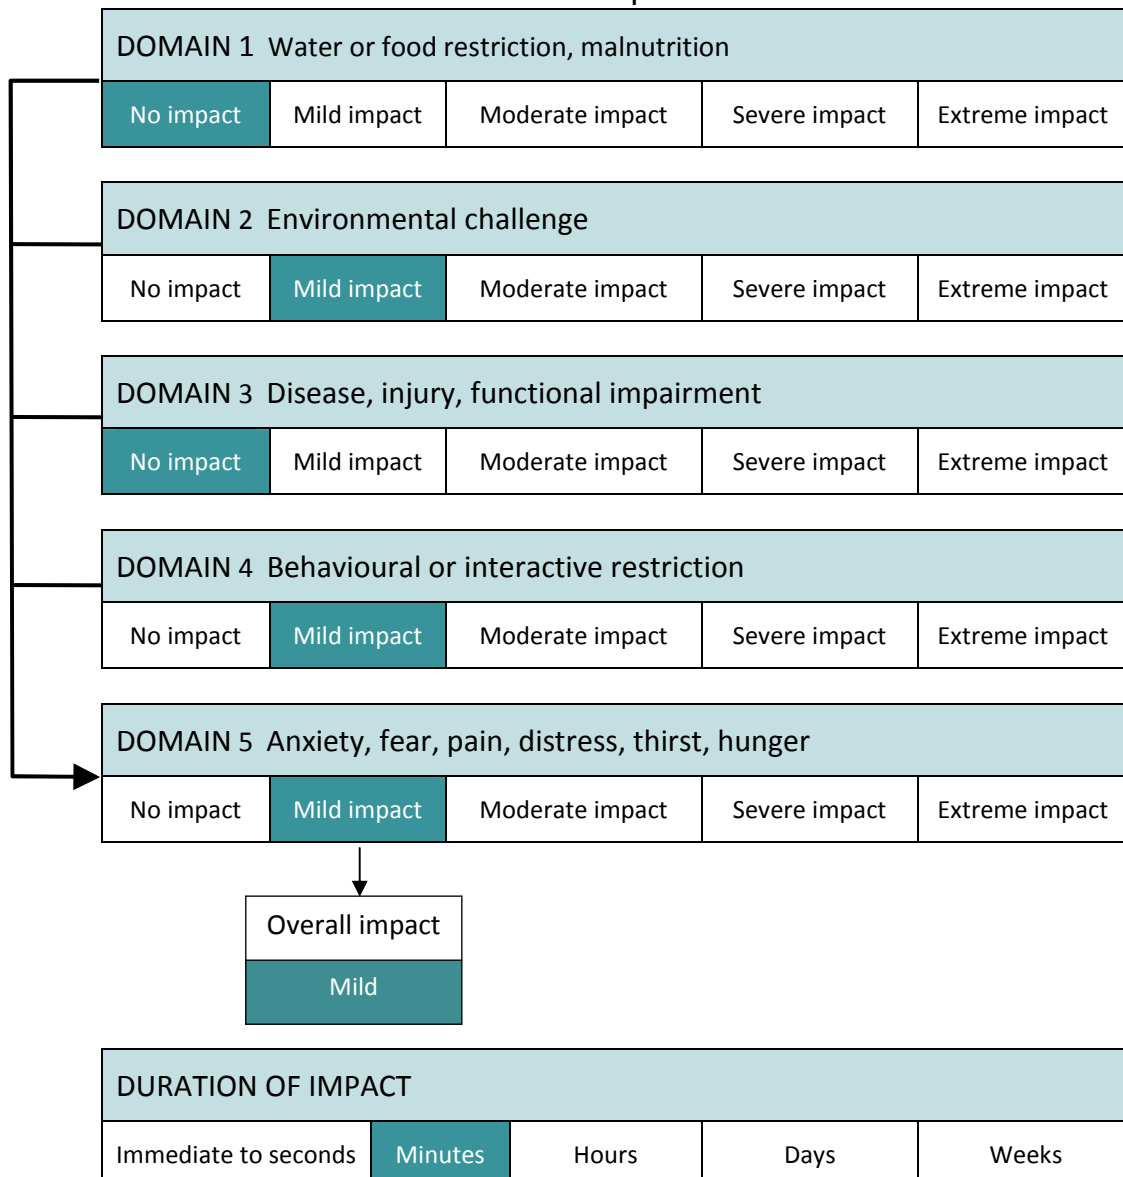 DOMAIN 1 Water or food restriction, malnutrition
No impact Mild impact Moderate impact Severe impact Extreme impact
DOMAIN 2 Environmental challenge
No impact Mild impact Moderate impact Severe impact Extreme impact
DOMAIN 3 Disease, injury, functional impairment
No impact Mild impact Moderate impact Severe impact Extreme impact
DOMAIN 4 Behavioural or interactive restriction
No impact Mild impact Moderate impact Severe impact Extreme impact
DOMAIN 5 Anxiety, fear, pain, distress, thirst, hunger
No impact Mild impact Moderate impact Severe impact Extreme impact
Overall impact
Mild
DURATION OF IMPACT
Immediate to seconds Minutes Hours Days Weeks